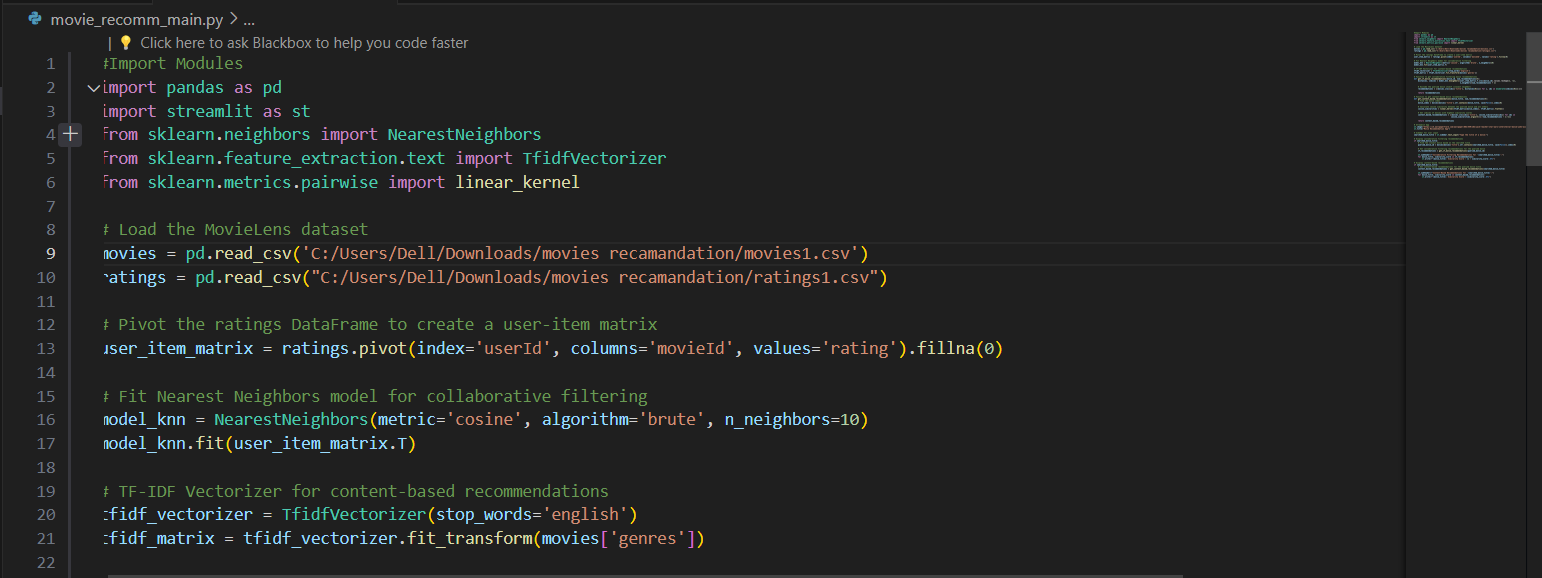 movie_recomm_main.py > ...
| 💡 Click here to ask Blackbox to help you code faster
1 #Import Modules
2 import pandas as pd
3 import streamlit as st
4 from sklearn.neighbors import NearestNeighbors
5 from sklearn.feature_extraction.text import TfidfVectorizer
6 from sklearn.metrics.pairwise import linear_kernel
7
8 # Load the MovieLens dataset
9 movies = pd.read_csv('C:/Users/Dell/Downloads/movies recamandation/movies1.csv')
10 ratings = pd.read_csv("C:/Users/Dell/Downloads/movies recamandation/ratings1.csv")
11
12 # Pivot the ratings DataFrame to create a user-item matrix
13 user_item_matrix = ratings.pivot(index='userId', columns='movieId', values='rating').fillna(0)
14
15 # Fit Nearest Neighbors model for collaborative filtering
16 model_knn = NearestNeighbors(metric='cosine', algorithm='brute', n_neighbors=10)
17 model_knn.fit(user_item_matrix.T)
18
19 # TF-IDF Vectorizer for content-based recommendations
20 tfidf_vectorizer = TfidfVectorizer(stop_words='english')
21 tfidf_matrix = tfidf_vectorizer.fit_transform(movies['genres'])
22